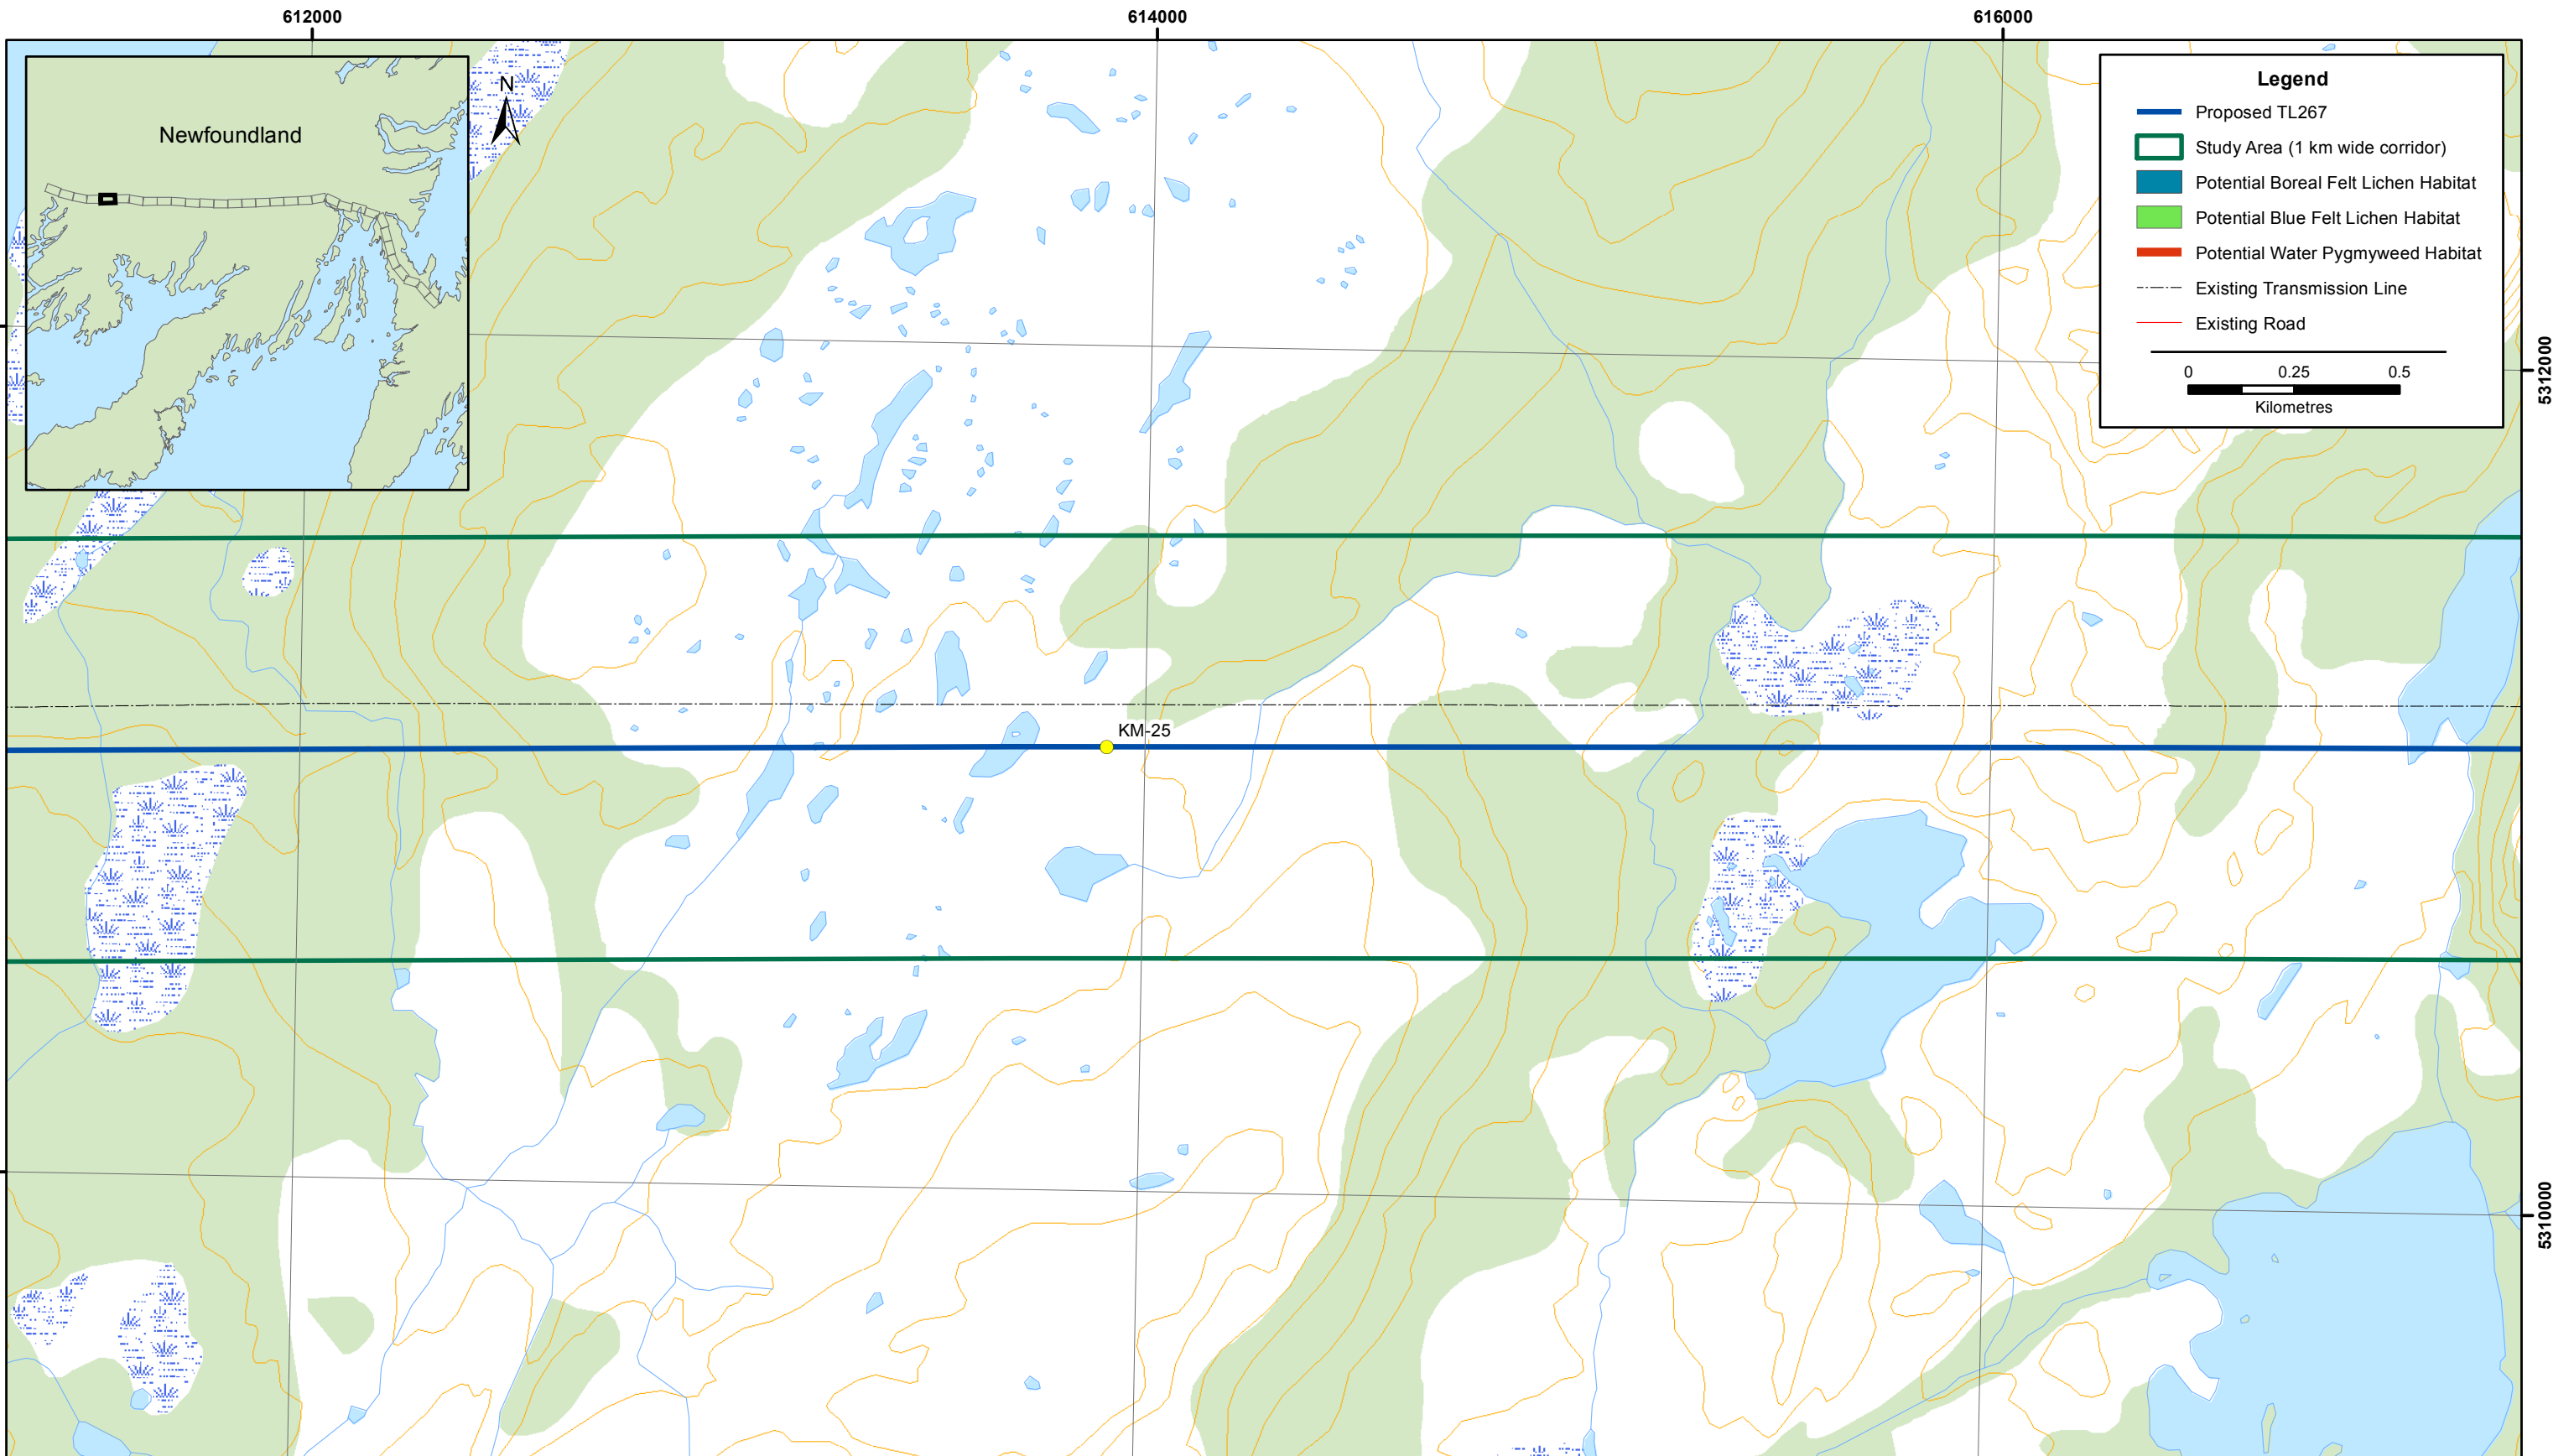 612000
614000
616000
Newfoundland
N
Legend
Proposed TL267
Study Area (1 km wide corridor)
Potential Boreal Felt Lichen Habitat
Potential Blue Felt Lichen Habitat
Potential Water Pygmyweed Habitat
Existing Transmission Line
Existing Road
0 0.25 0.5
Kilometres
5312000
KM-25
5310000